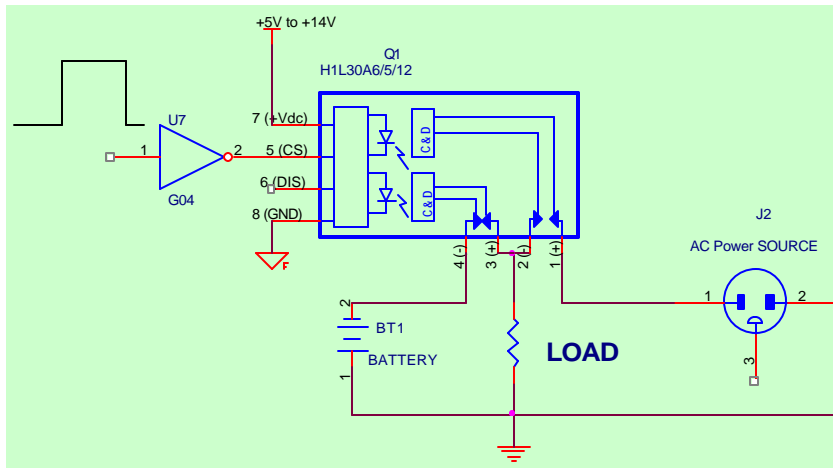 +5V to +14V
Q1
H1L30A6/5/12
U7
7 (+Vdc)
C & D
1
2
5 (CS)
6 (DIS)
C & D
G04
8 (GND)
J2
F
4 (-)
3 (+)
2 (-)
1 (+)
AC Power SOURCE
2
1
2
BT1
LOAD
BATTERY
3
1